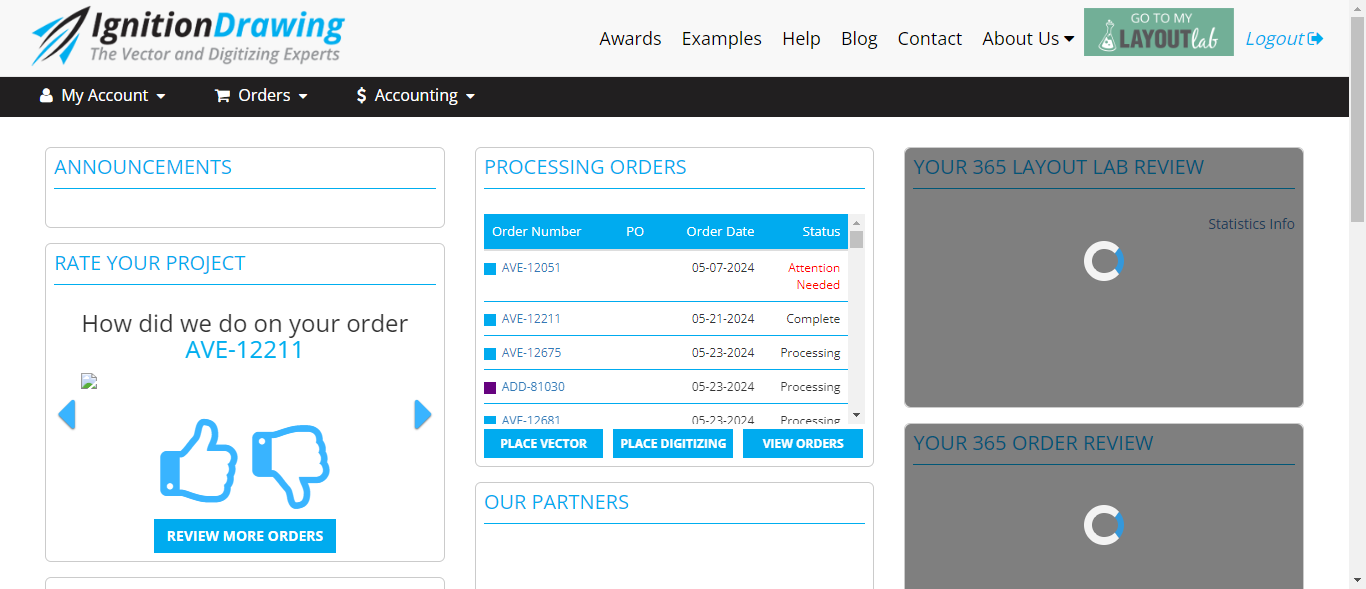 IgnitionDrawing
The Vector and Digitizing Experts
Awards Examples Help Blog Contact About Us
GO TO MY
LAYOUTlab
Logout
My Account Orders $ Accounting
ANNOUNCEMENTS
RATE YOUR PROJECT
How did we do on your order
AVE-12211
REVIEW MORE ORDERS
PROCESSING ORDERS
Order Number PO Order Date Status
AVE-12051 05-07-2024 Attention
Needed
AVE-12211 05-21-2024 Complete
AVE-12675 05-23-2024 Processing
ADD-81030 05-23-2024 Processing
AVE-12681 05-23-2024 Processing
PLACE VECTOR PLACE DIGITIZING VIEW ORDERS
OUR PARTNERS
YOUR 365 LAYOUT LAB REVIEW
Statistics Info
YOUR 365 ORDER REVIEW